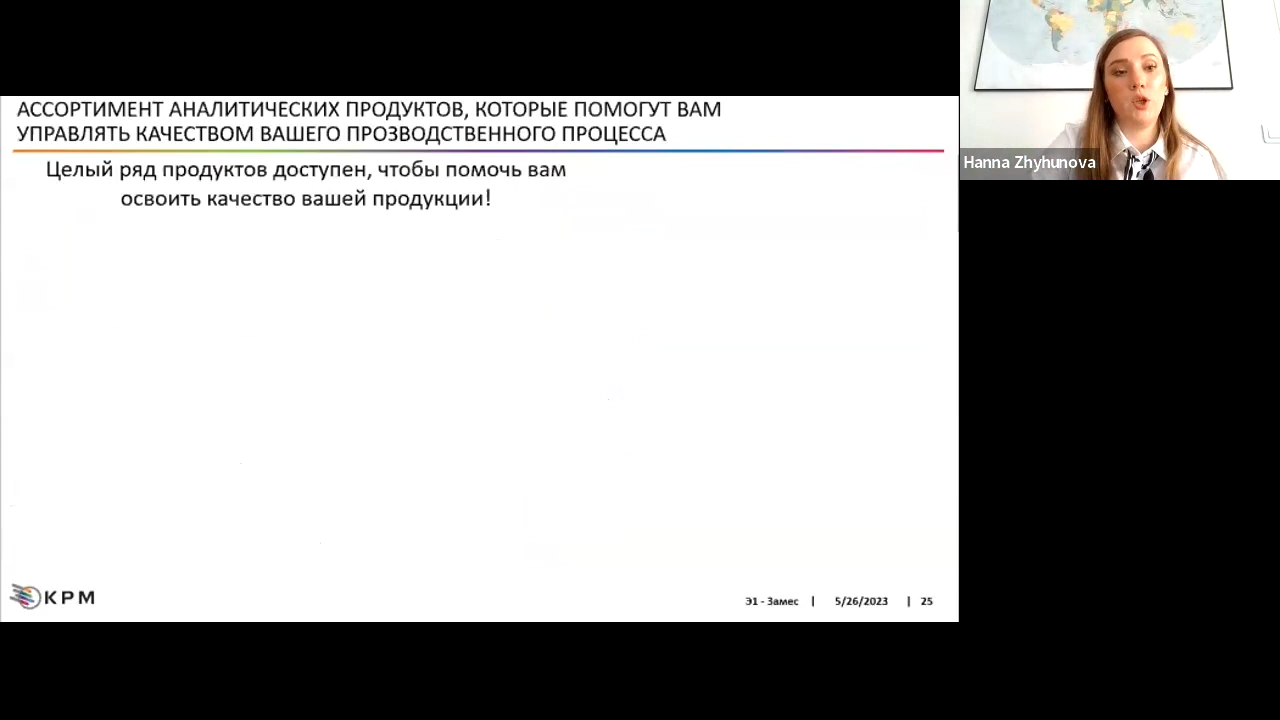 АССОРТИМЕНТ АНАЛИТИЧЕСКИХ ПРОДУКТОВ, КОТОРЫЕ ПОМОГУТ ВАМ
УПРАВЛЯТЬ КАЧЕСТВОМ ВАШЕГО ПРОЗВОДСТВЕННОГО ПРОЦЕССА
Целый ряд продуктов доступен, чтобы помочь вам
освоить качество вашей продукции!
Hanna Zhyhunova
KPM
Э1 - Замес | 5/26/2023 | 25